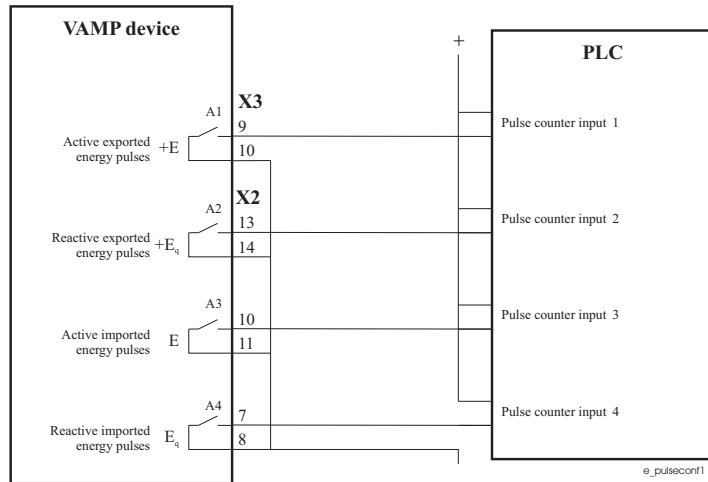 VAMP device
PLC
+
X3
A1
9
10
Active exported
energy pulses
+E
Pulse counter input 1
X2
A2
13
14
Reactive exported
energy pulses
+Eq
Pulse counter input 2
A3
10
11
Active imported
energy pulses
E
Pulse counter input 3
A4
7
8
Reactive imported
energy pulses
Eq
Pulse counter input 4
e_pulseconf1